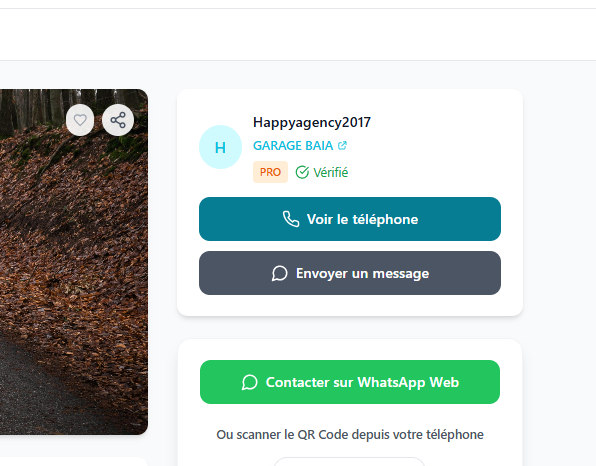 H
Happyagency2017
GARAGE BAIA
PRO
Vérifié
Voir le téléphone
Envoyer un message
Contacter sur WhatsApp Web
Ou scanner le QR Code depuis votre téléphone